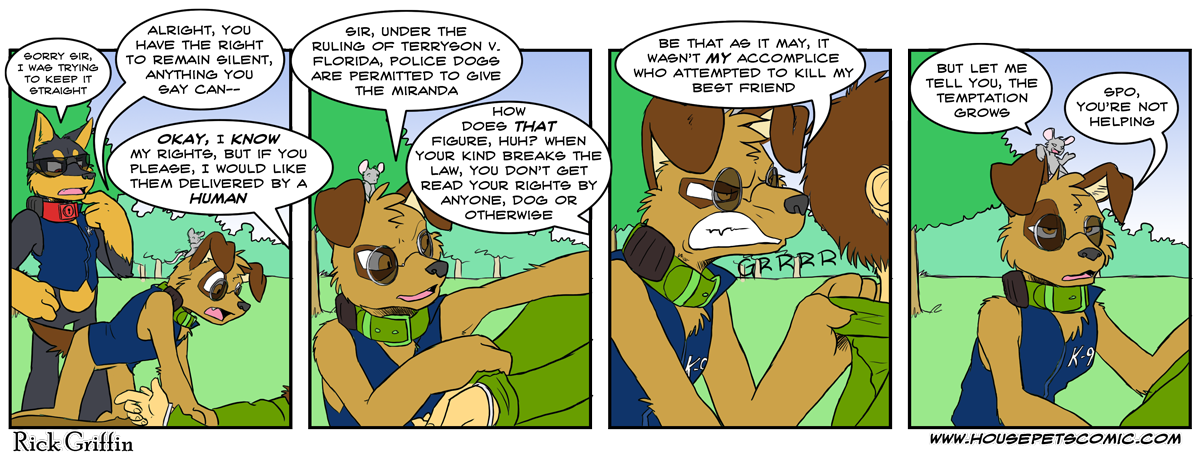 SORRY SIR,
I WAS TRYING
TO KEEP IT
STRAIGHT
ALRIGHT, YOU
HAVE THE RIGHT
TO REMAIN SILENT,
ANYTHING YOU
SAY CAN--
OKAY, I KNOW
MY RIGHTS, BUT IF YOU
PLEASE, I WOULD LIKE
THEM DELIVERED BY A
HUMAN
SIR, UNDER THE
RULING OF TERRYSON V.
FLORIDA, POLICE DOGS
ARE PERMITTED TO GIVE
THE MIRANDA
HOW
DOES THAT
FIGURE, HUH? WHEN
YOUR KIND BREAKS THE
LAW, YOU DON'T GET
READ YOUR RIGHTS BY
ANYONE, DOG OR
OTHERWISE
BE THAT AS IT MAY, IT
WASN'T MY ACCOMPLICE
WHO ATTEMPTED TO KILL MY
BEST FRIEND
GRRRR
K-9
BUT LET ME
TELL YOU, THE
TEMPTATION
GROWS
SPO,
YOU'RE NOT
HELPING
K-9
Rick Griffin
WWW.HOUSEPETSCOMIC.COM